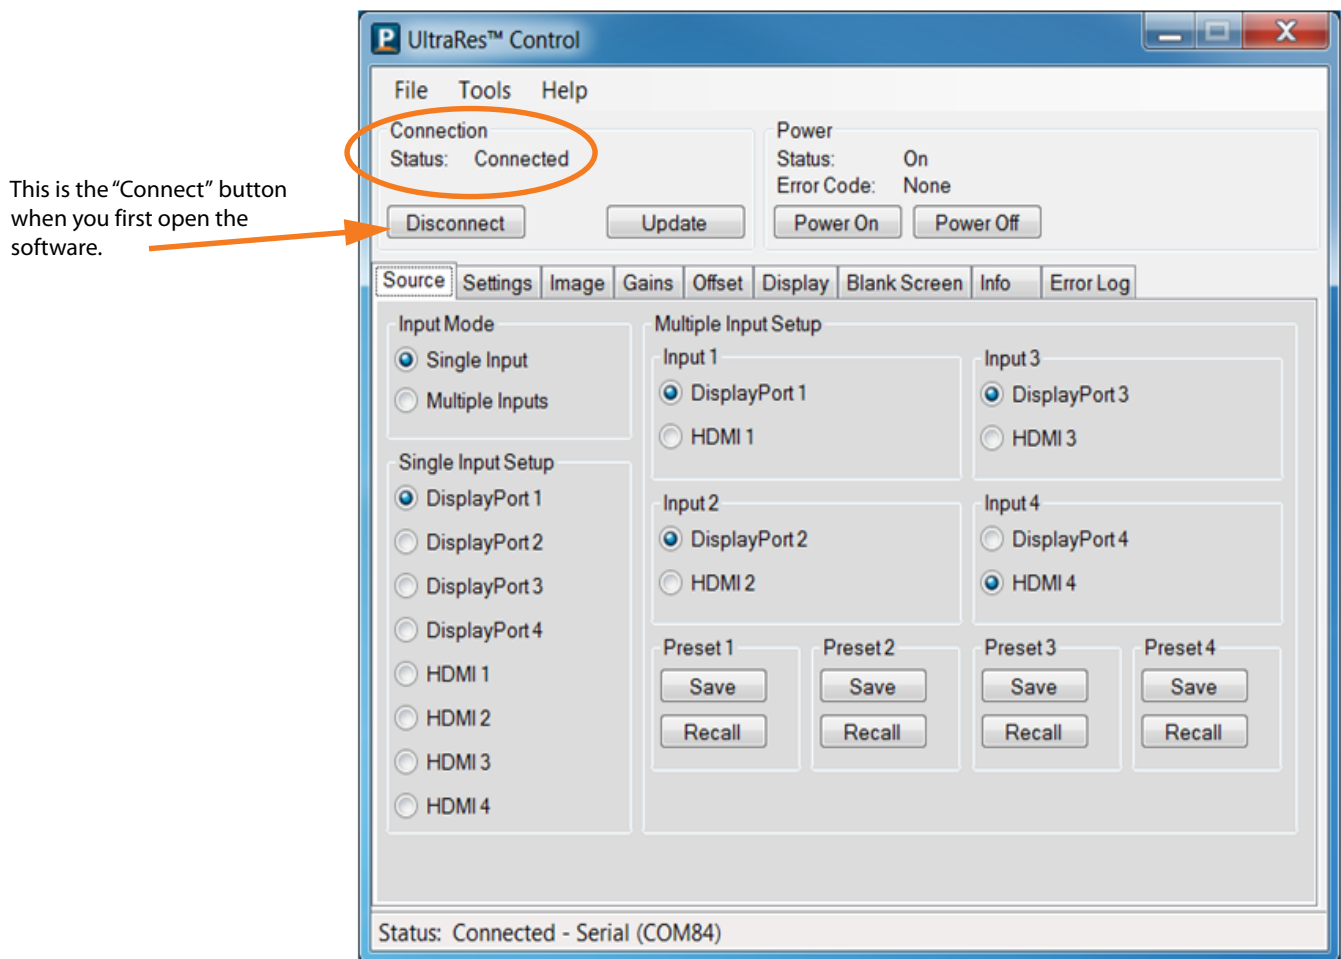 This is the “Connect” button
when you first open the
software.
P UltraRes™ Control
X
File Tools Help
Connection
Status: Connected
Disconnect Update
Power
Status: On
Error Code: None
Power On Power Off
Source Settings Image Gains Offset Display Blank Screen Info Error Log
Input Mode
Single Input
Multiple Inputs
Single Input Setup
DisplayPort 1
DisplayPort 2
DisplayPort 3
DisplayPort 4
HDMI 1
HDMI 2
HDMI 3
HDMI 4
Multiple Input Setup
Input 1
DisplayPort 1
HDMI 1
Input 3
DisplayPort 3
HDMI 3
Input 2
DisplayPort 2
HDMI 2
Input 4
DisplayPort 4
HDMI 4
Preset 1
Save
Recall
Preset 2
Save
Recall
Preset 3
Save
Recall
Preset 4
Save
Recall
Status: Connected - Serial (COM84)